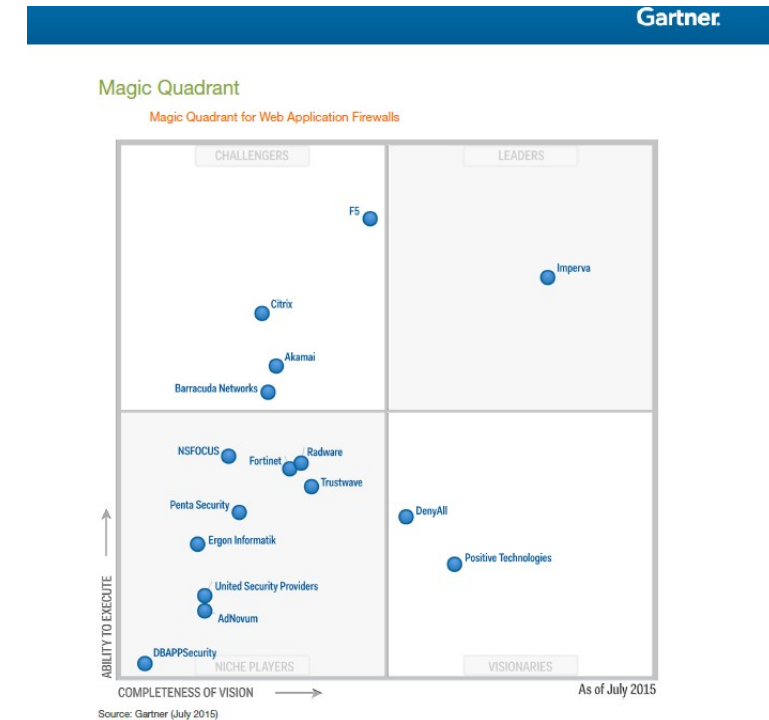 Gartner.
Magic Quadrant
Magic Quadrant for Web Application Firewalls
CHALLENGERS
LEADERS
F5
Imperva
Citrix
Akamai
Barracuda Networks
NSFOCUS
Fortinet
Radware
Trustwave
Penta Security
DenyAll
Ergon Informatik
Positive Technologies
United Security Providers
AdNovum
DBAPPSecurity
NICHE PLAYERS
VISIONARIES
ABILITY TO EXECUTE
COMPLETENESS OF VISION
As of July 2015
Source: Gartner (July 2015)